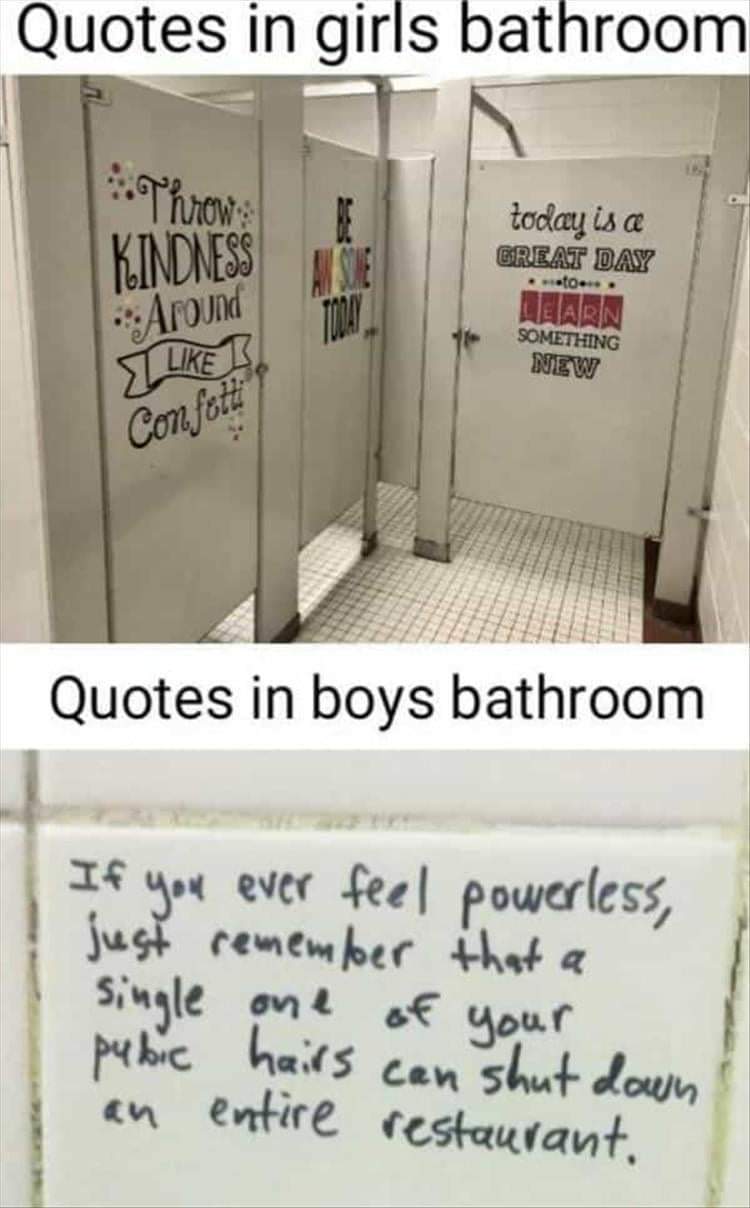 Quotes in girls bathroom
Throw
KINDNESS
Around
LIKE
Confetti
BE
AWESOME
TODAY
today is a
GREAT DAY
to
LEARN
SOMETHING
NEW
Quotes in boys bathroom
If you ever feel powerless,
just remember that a
single one of your
pubic hairs can shut down
an entire restaurant.